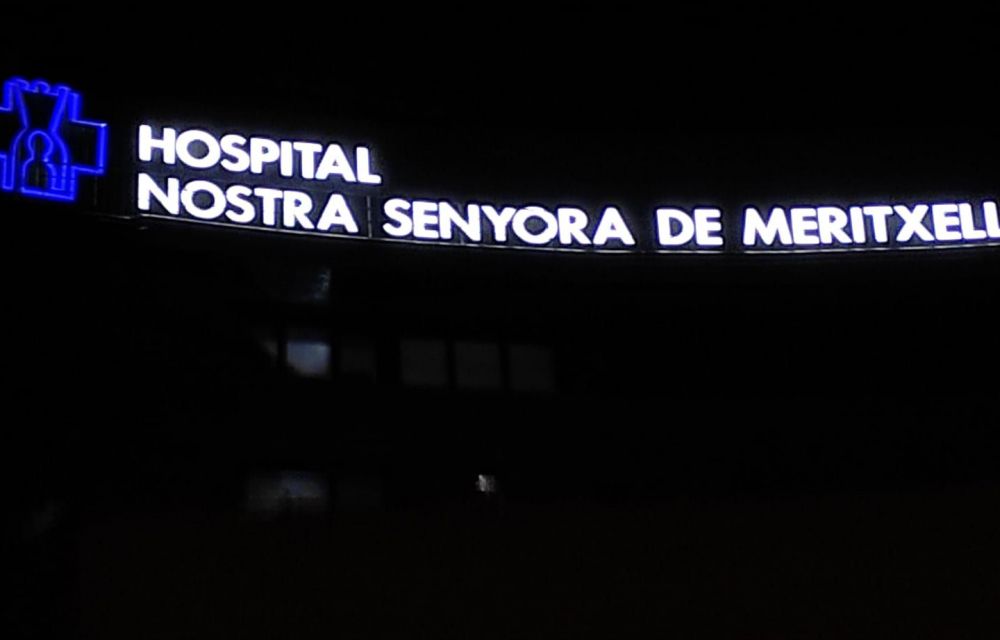 HOSPITAL
NOSTRA SENYORA DE MERITXELL